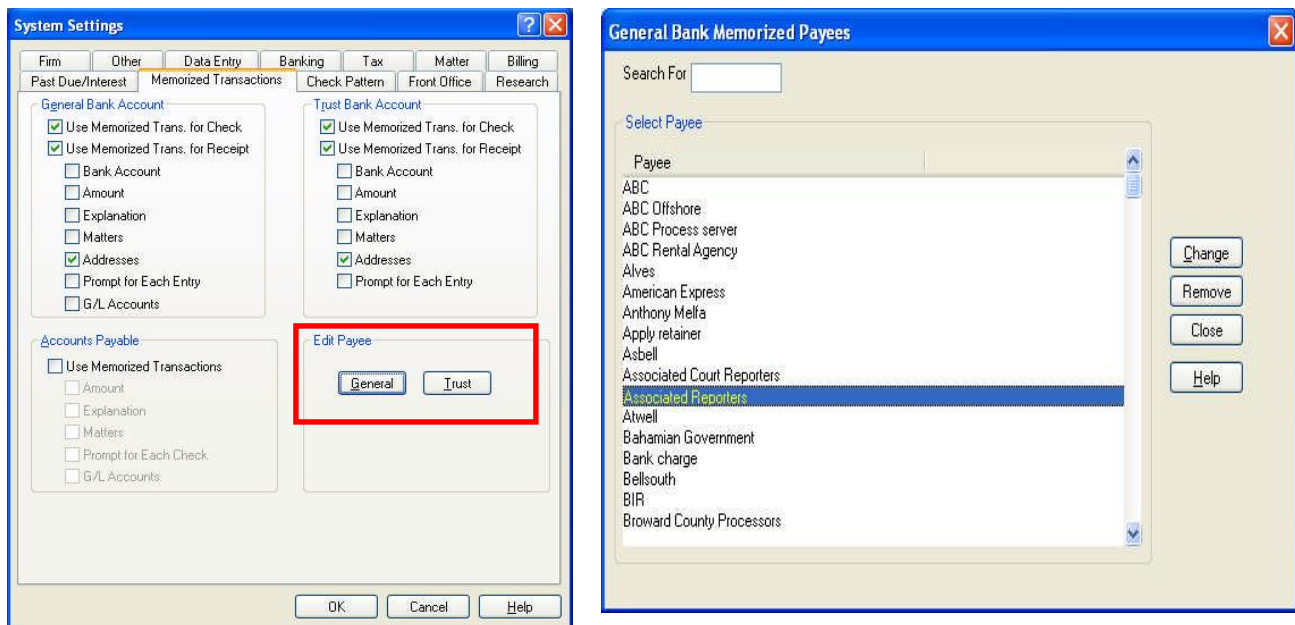 System Settings
Firm Other Data Entry Banking Tax Matter Billing
Past Due/Interest Memorized Transactions Check Pattern Front Office Research
General Bank Account
Use Memorized Trans. for Check
Use Memorized Trans. for Receipt
Bank Account
Amount
Explanation
Matters
Addresses
Prompt for Each Entry
G/L Accounts
Trust Bank Account
Use Memorized Trans. for Check
Use Memorized Trans. for Receipt
Bank Account
Amount
Explanation
Matters
Addresses
Prompt for Each Entry
Accounts Payable
Use Memorized Transactions
Amount
Explanation
Matters
Prompt for Each Check
G/L Accounts
Edit Payee
General Trust
OK Cancel Help
General Bank Memorized Payees
Search For
Select Payee
Payee
ABC
ABC Offshore
ABC Process server
ABC Rental Agency
Alves
American Express
Anthony Melfa
Apply retainer
Asbell
Associated Court Reporters
Associated Reporters
Atwell
Bahamian Government
Bank charge
Bellsouth
BIR
Broward County Processors
Change
Remove
Close
Help